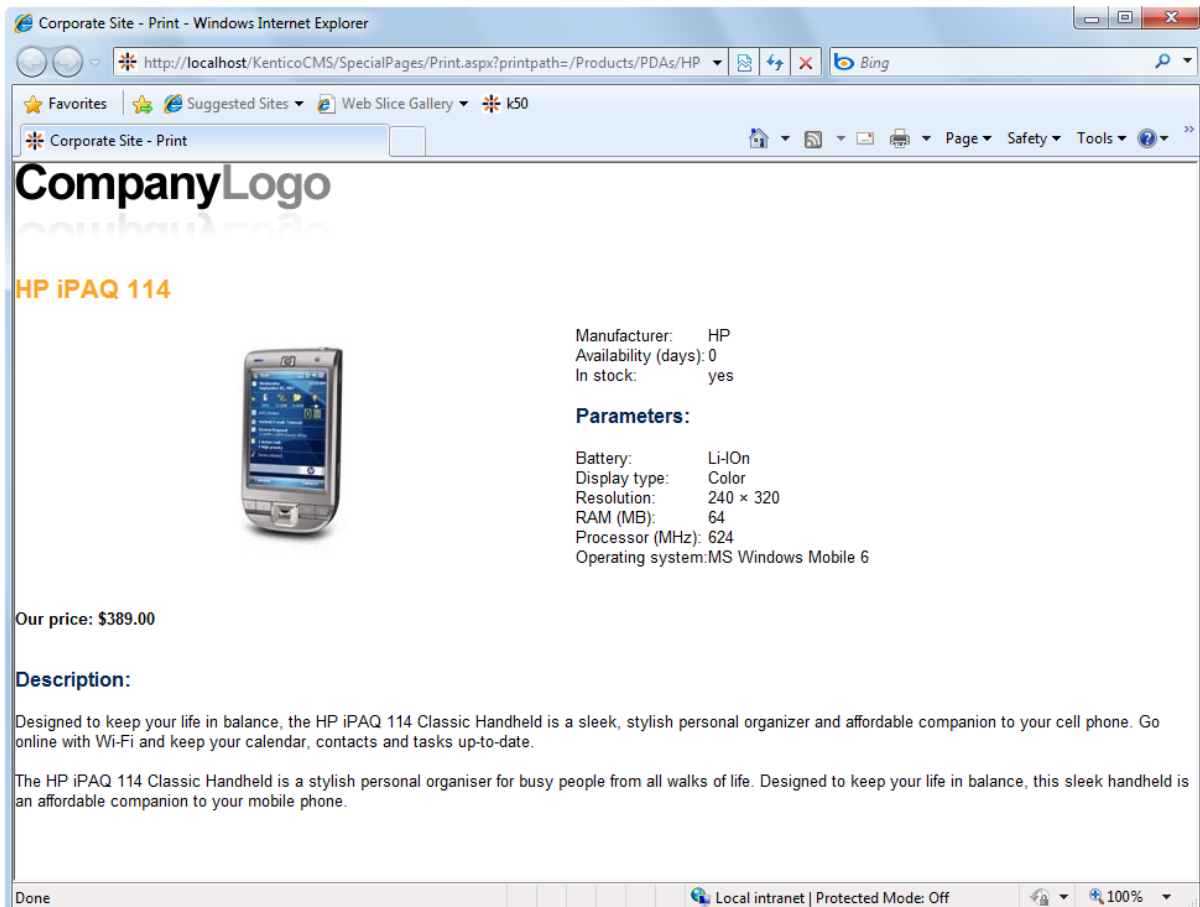 Corporate Site - Print - Windows Internet Explorer
http://localhost/KenticoCMS/SpecialPages/Print.aspx?printpath=/Products/PDAs/HP
Bing
Favorites Suggested Sites Web Slice Gallery k50
Corporate Site - Print
Page Safety Tools
CompanyLogo
HP iPAQ 114
Manufacturer: HP
Availability (days): 0
In stock: yes
Parameters:
Battery: Li-IOn
Display type: Color
Resolution: 240 × 320
RAM (MB): 64
Processor (MHz): 624
Operating system:MS Windows Mobile 6
Our price: $389.00
Description:
Designed to keep your life in balance, the HP iPAQ 114 Classic Handheld is a sleek, stylish personal organizer and affordable companion to your cell phone. Go
online with Wi-Fi and keep your calendar, contacts and tasks up-to-date.
The HP iPAQ 114 Classic Handheld is a stylish personal organiser for busy people from all walks of life. Designed to keep your life in balance, this sleek handheld is
an affordable companion to your mobile phone.
Done
Local intranet | Protected Mode: Off
100%